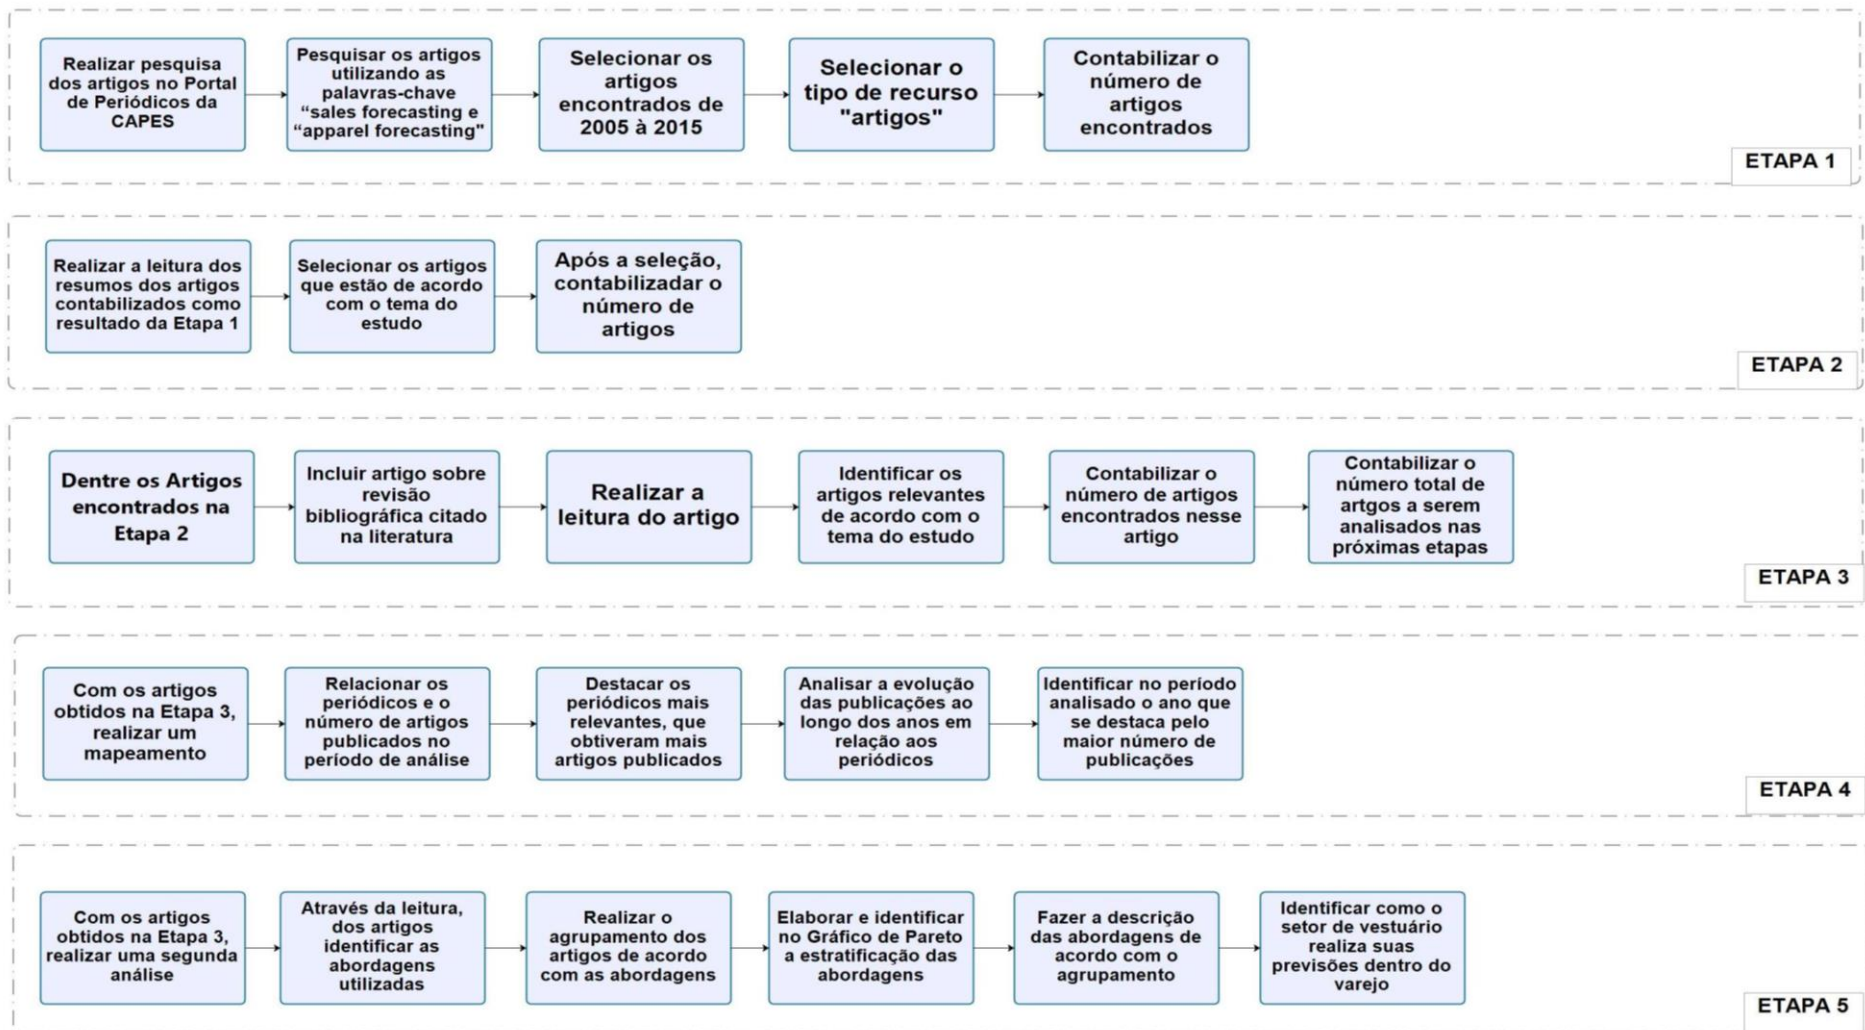 Realizar pesquisa
dos artigos no Portal
de Periódicos da
CAPES
Pesquisar os artigos
utilizando as
palavras-chave
“sales forecasting e
“apparel forecasting"
Selecionar os
artigos
encontrados de
2005 à 2015
Selecionar o
tipo de recurso
"artigos"
Contabilizar o
número de
artigos
encontrados
ETAPA 1
Realizar a leitura dos
resumos dos artigos
contabilizados como
resultado da Etapa 1
Selecionar os artigos
que estão de acordo
com o tema do
estudo
Após a seleção,
contabilizadar o
número de
artigos
ETAPA 2
Dentre os Artigos
encontrados na
Etapa 2
Incluir artigo sobre
revisão
bibliográfica citado
na literatura
Realizar a
leitura do artigo
Identificar os
artigos relevantes
de acordo com o
tema do estudo
Contabilizar o
número de artigos
encontrados nesse
artigo
Contabilizar o
número total de
artgos a serem
analisados nas
próximas etapas
ETAPA 3
Com os artigos
obtidos na Etapa 3,
realizar um
mapeamento
Relacionar os
periódicos e o
número de artigos
publicados no
período de análise
Destacar os
periódicos mais
relevantes, que
obtiveram mais
artigos publicados
Analisar a evolução
das publicações ao
longo dos anos em
relação aos
periódicos
Identificar no período
analisado o ano que
se destaca pelo
maior número de
publicações
ETAPA 4
Com os artigos
obtidos na Etapa 3,
realizar uma segunda
análise
Através da leitura,
dos artigos
identificar as
abordagens
utilizadas
Realizar o
agrupamento dos
artigos de acordo
com as abordagens
Elaborar e identificar
no Gráfico de Pareto
a estratificação das
abordagens
Fazer a descrição
das abordagens de
acordo com o
agrupamento
Identificar como o
setor de vestuário
realiza suas
previsões dentro do
varejo
ETAPA 5